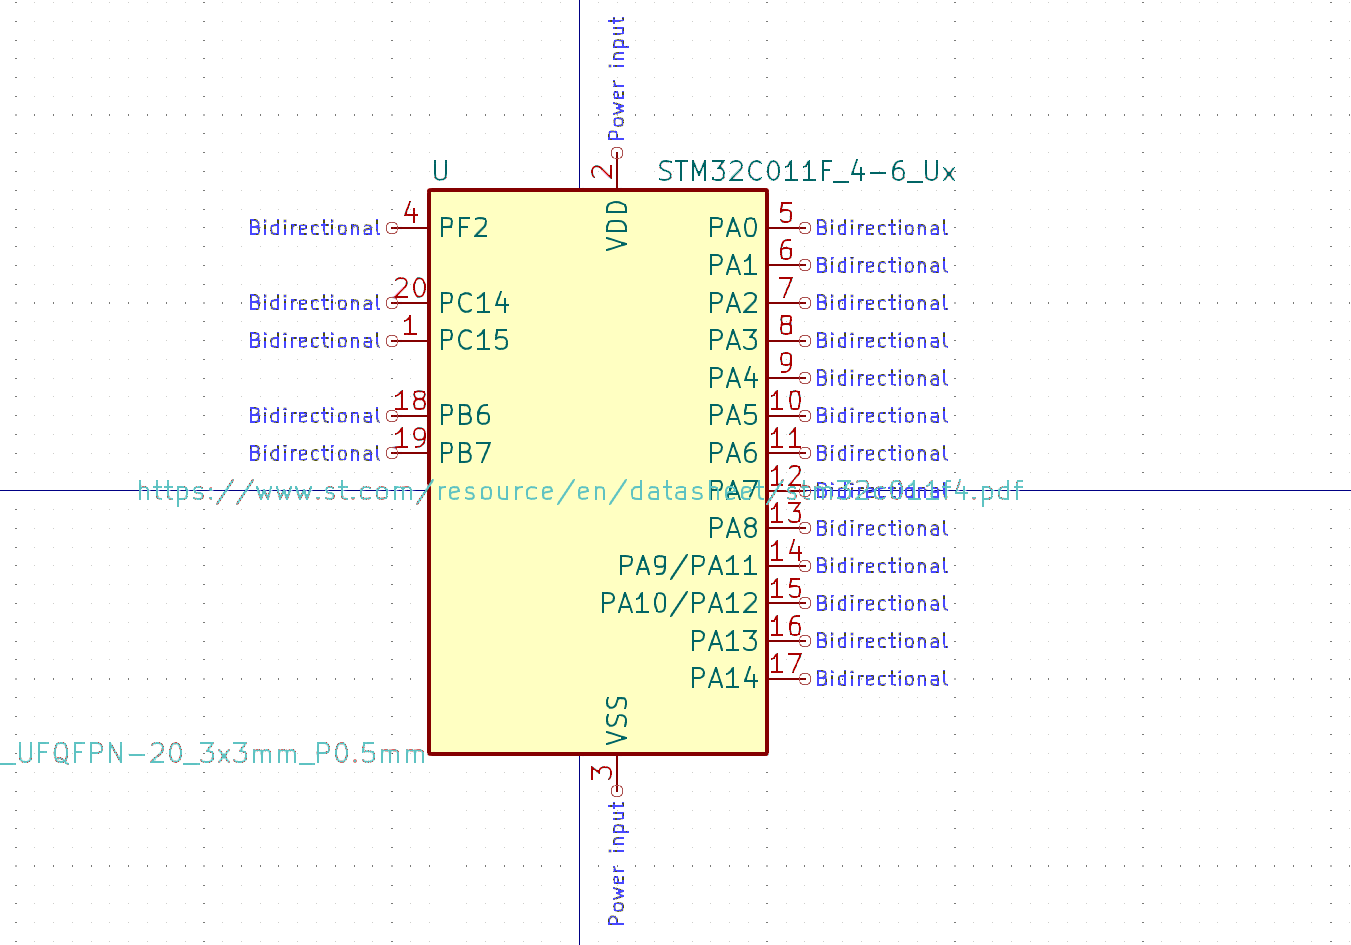 Power input
2
U
STM32C011F_4-6_Ux
VDD
Bidirectional 4 PF2
PA0 5 Bidirectional
PA1 6 Bidirectional
Bidirectional 20 PC14
PA2 7 Bidirectional
Bidirectional 1 PC15
PA3 8 Bidirectional
PA4 9 Bidirectional
Bidirectional 18 PB6
PA5 10 Bidirectional
Bidirectional 19 PB7
PA6 11 Bidirectional
https://www.st.com/resource/en/datasheet/stm32c011f4.pdf
PA7 12 Bidirectional
PA8 13 Bidirectional
PA9/PA11 14 Bidirectional
PA10/PA12 15 Bidirectional
PA13 16 Bidirectional
PA14 17 Bidirectional
VSS
_UFQFPN-20_3x3mm_P0.5mm
3
Power input